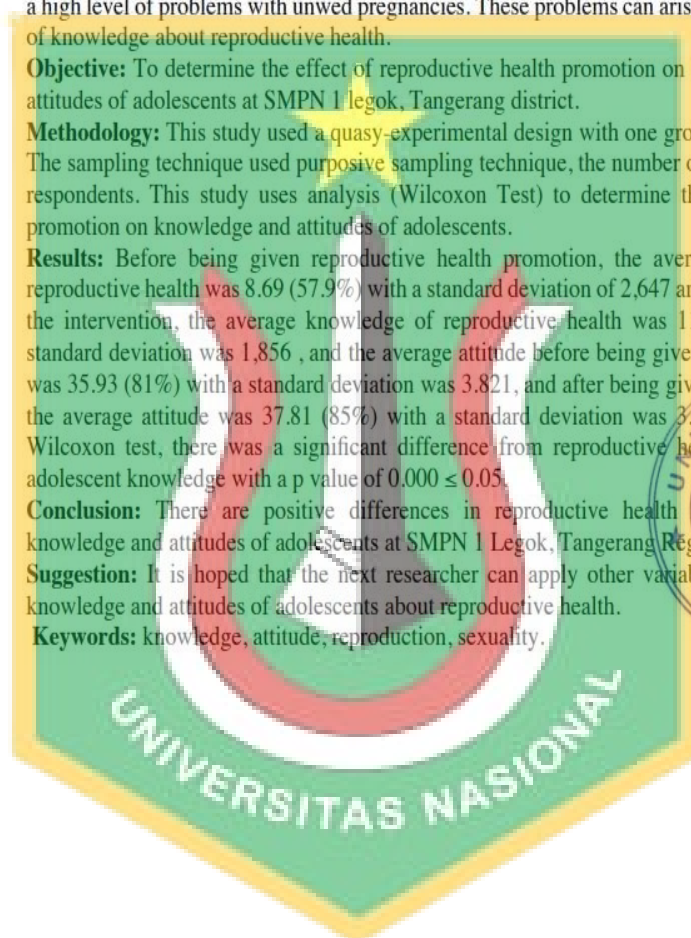 a high level of problems with unwed pregnancies. These problems can aris
of knowledge about reproductive health.
Objective: To determine the effect of reproductive health promotion on
attitudes of adolescents at SMPN 1 legok, Tangerang district.
Methodology: This study used a quasy-experimental design with one gro
The sampling technique used purposive sampling technique, the number o
respondents. This study uses analysis (Wilcoxon Test) to determine th
promotion on knowledge and attitudes of adolescents.
Results: Before being given reproductive health promotion, the aver
reproductive health was 8.69 (57.9%) with a standard deviation of 2,647 an
the intervention, the average knowledge of reproductive health was 1
standard deviation was 1,856 , and the average attitude before being give
was 35.93 (81%) with a standard deviation was 3.821, and after being giv
the average attitude was 37.81 (85%) with a standard deviation was 3.
Wilcoxon test, there was a significant difference from reproductive he
adolescent knowledge with a p value of 0.000 ≤ 0.05.
Conclusion: There are positive differences in reproductive health
knowledge and attitudes of adolescents at SMPN 1 Legok, Tangerang Reg
Suggestion: It is hoped that the next researcher can apply other varial
knowledge and attitudes of adolescents about reproductive health.
Keywords: knowledge, attitude, reproduction, sexuality.
UNIVERSITAS NASIONAL
U N